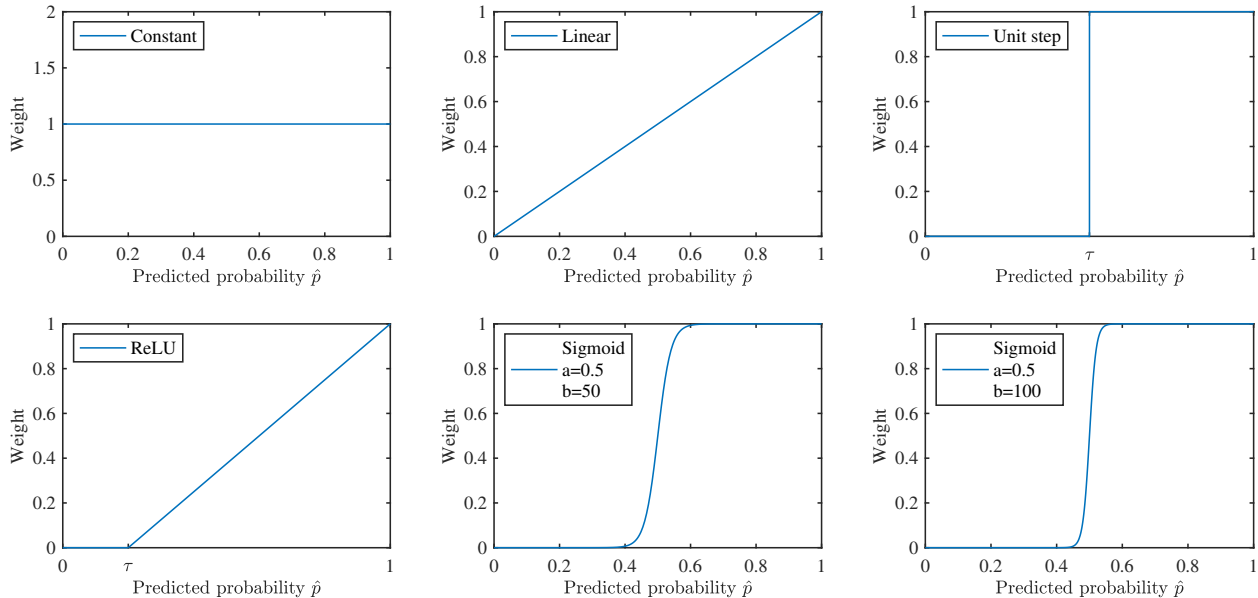 Constant
Weight
2
1.5
1
0.5
0
0 0.2 0.4 0.6 0.8 1
Predicted probability p̂
Linear
Weight
1
0.8
0.6
0.4
0.2
0
0 0.2 0.4 0.6 0.8 1
Predicted probability p̂
Unit step
Weight
1
0.8
0.6
0.4
0.2
0
0 τ 1
Predicted probability p̂
ReLU
Weight
1
0.8
0.6
0.4
0.2
0
0 τ 1
Predicted probability p̂
Sigmoid
a=0.5
b=50
Weight
1
0.8
0.6
0.4
0.2
0
0 0.2 0.4 0.6 0.8 1
Predicted probability p̂
Sigmoid
a=0.5
b=100
Weight
1
0.8
0.6
0.4
0.2
0
0 0.2 0.4 0.6 0.8 1
Predicted probability p̂